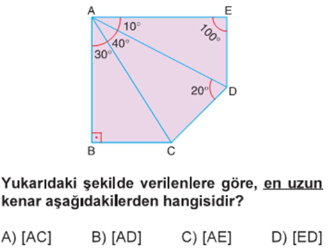 A E
10° 100°
40°
30°
20° D
B C
Yukarıdaki şekilde verilenlere göre, en uzun
kenar aşağıdakilerden hangisidir?
A) [AC] B) [AD] C) [AE] D) [ED]